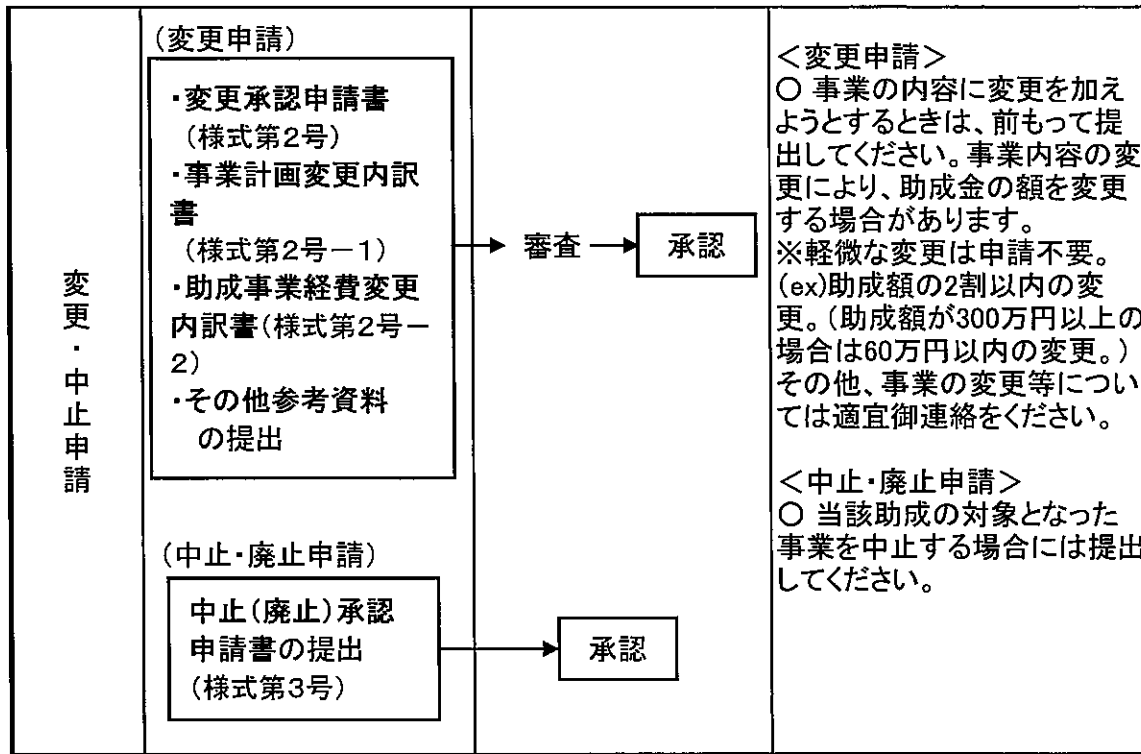 変更・中止申請
(変更申請)
・変更承認申請書
(様式第2号)
・事業計画変更内訳
書
(様式第2号－1)
・助成事業経費変更
内訳書(様式第2号－
2)
・その他参考資料
の提出
審査
承認
(中止・廃止申請)
中止(廃止)承認
申請書の提出
(様式第3号)
承認
＜変更申請＞
○ 事業の内容に変更を加え
ようとするときは、前もって提
出してください。事業内容の変
更により、助成金の額を変更
する場合があります。
※軽微な変更は申請不要。
(ex)助成額の2割以内の変
更。(助成額が300万円以上の
場合は60万円以内の変更。)
その他、事業の変更等につい
ては適宜御連絡をください。
＜中止・廃止申請＞
○ 当該助成の対象となった
事業を中止する場合には提出
してください。